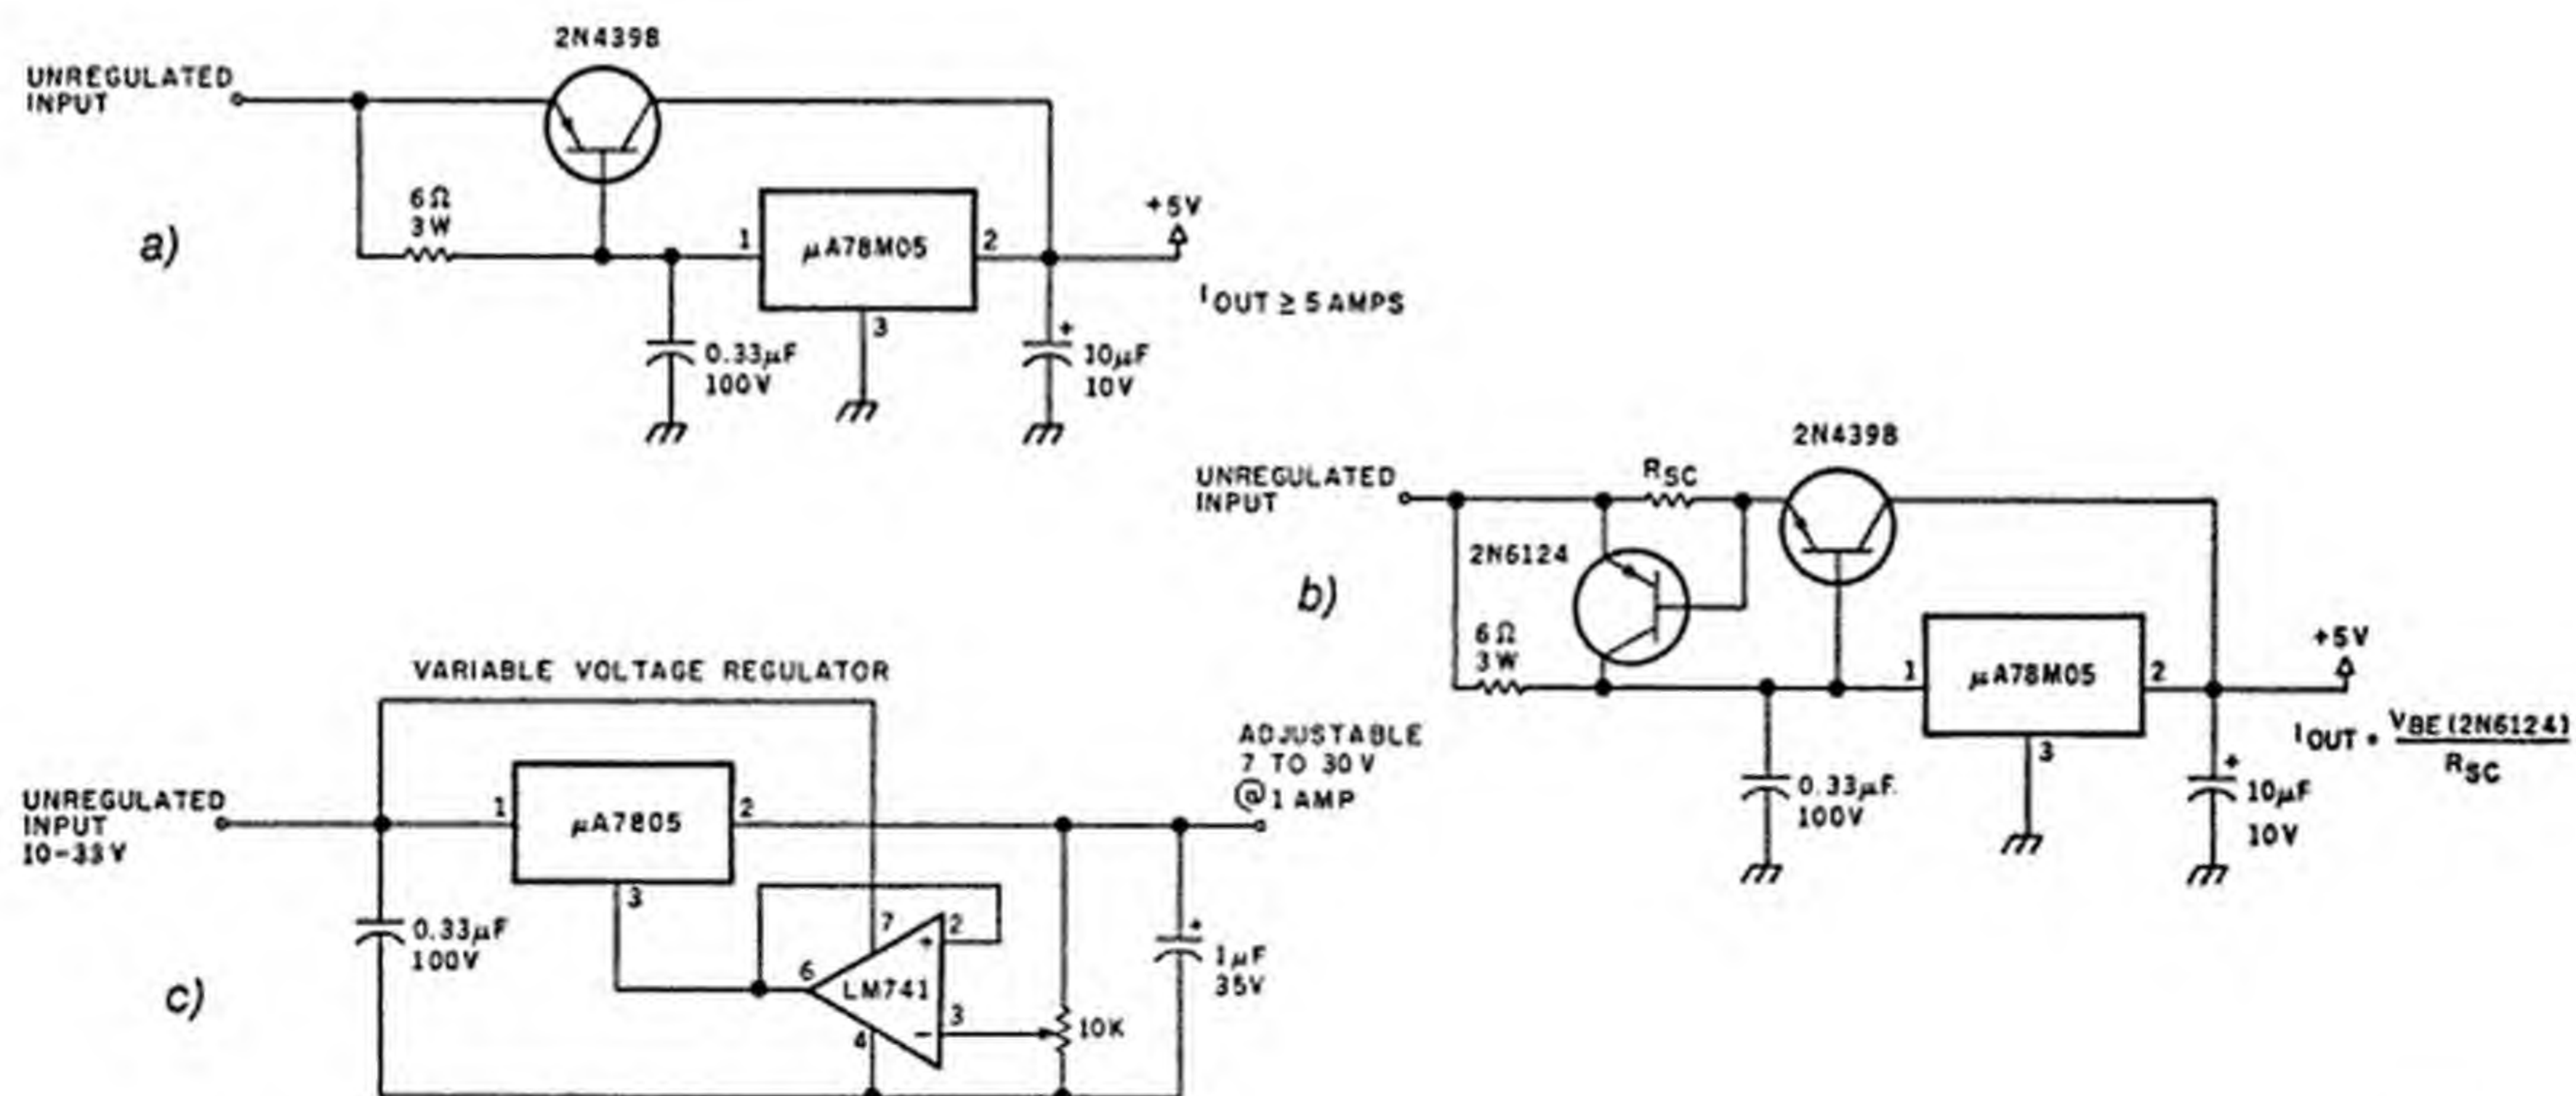 2N4398
UNREGULATED
INPUT
6Ω
3W
a)
1
μA78M05
2
3
+5V
IOUT ≥ 5 AMPS
0.33μF
100V
10μF
10V
2N4398
UNREGULATED
INPUT
RSC
2N6124
b)
6Ω
3W
1
μA78M05
2
3
+5V
IOUT = VBE(2N6124)
RSC
0.33μF
100V
10μF
10V
VARIABLE VOLTAGE REGULATOR
UNREGULATED
INPUT
10-33V
1
μA7805
2
3
ADJUSTABLE
7 TO 30V
@ 1 AMP
0.33μF
100V
c)
7
2
+
6
LM741
3
-
4
10K
+
1μF
35V